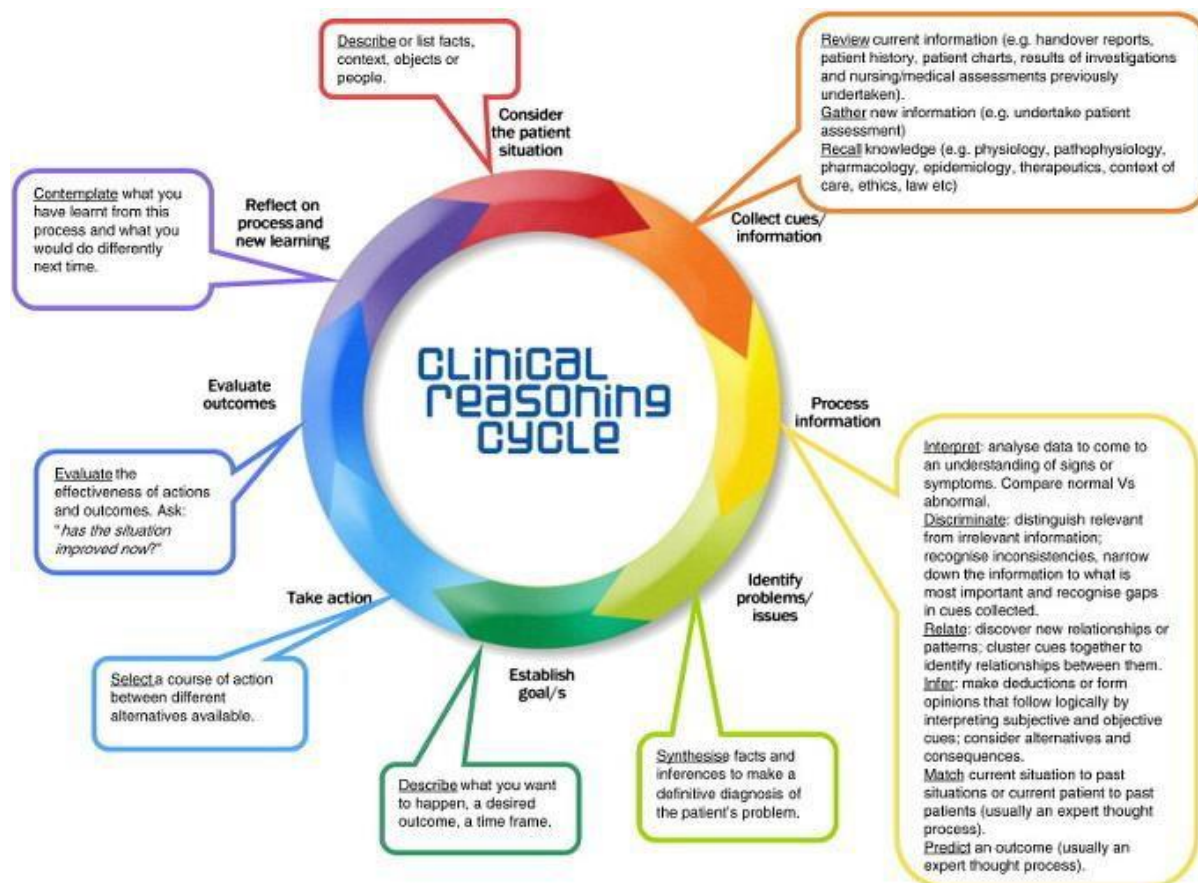 Describe or list facts,
context, objects or
people.
Consider
the patient
situation
Review current information (e.g. handover reports,
patient history, patient charts, results of investigations
and nursing/medical assessments previously
undertaken).
Gather new information (e.g. undertake patient
assessment)
Recall knowledge (e.g. physiology, pathophysiology,
pharmacology, epidemiology, therapeutics, context of
care, ethics, law etc)
Collect cues/
information
Process
information
Interpret: analyse data to come to
an understanding of signs or
symptoms. Compare normal Vs
abnormal.
Discriminate: distinguish relevant
from irrelevant information;
recognise inconsistencies, narrow
down the information to what is
most important and recognise gaps
in cues collected.
Relate: discover new relationships or
patterns; cluster cues together to
identify relationships between them.
Infer: make deductions or form
opinions that follow logically by
interpreting subjective and objective
cues; consider alternatives and
consequences.
Match current situation to past
situations or current patient to past
patients (usually an expert thought
process).
Predict an outcome (usually an
expert thought process).
Identify
problems/
issues
Synthesise facts and
inferences to make a
definitive diagnosis of
the patient's problem.
Establish
goal/s
Describe what you want
to happen, a desired
outcome, a time frame.
Take action
Select a course of action
between different
alternatives available.
Evaluate
outcomes
Evaluate the
effectiveness of actions
and outcomes. Ask:
"has the situation
improved now?"
Reflect on
process and
new learning
Contemplate what you
have learnt from this
process and what you
would do differently
next time.
CLINICAL
REASONING
CYCLE